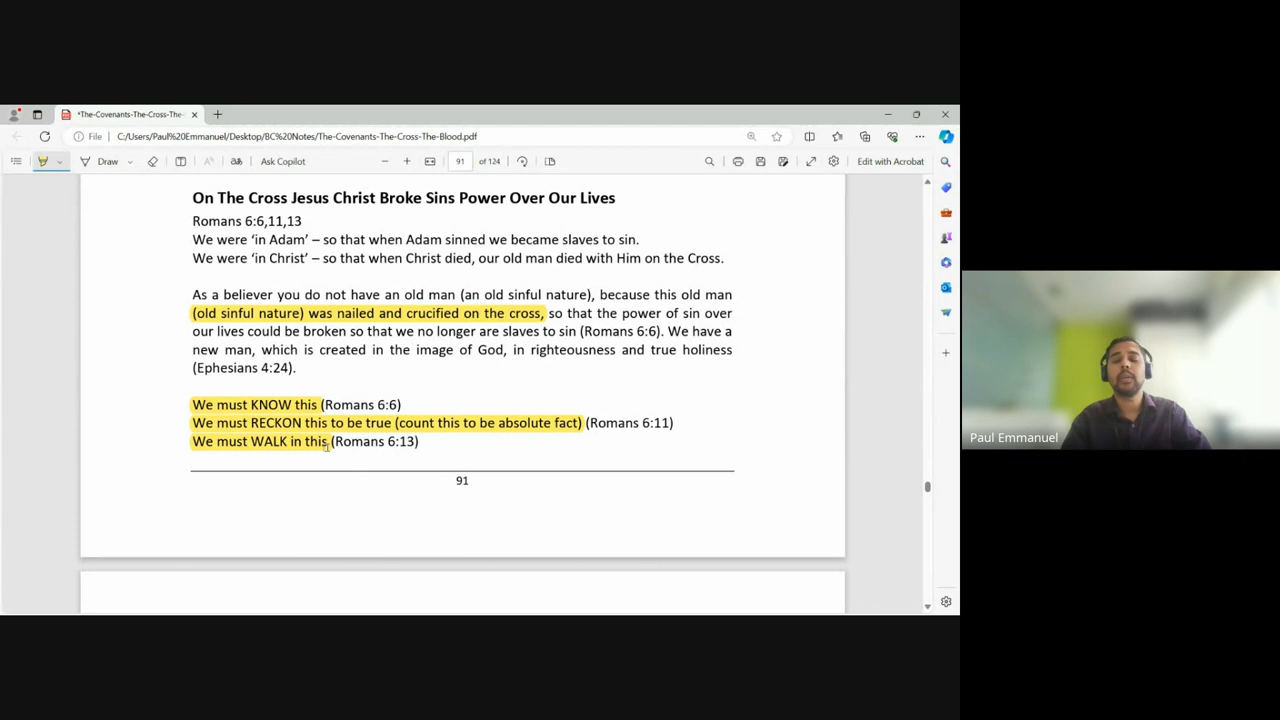 *The-Covenants-The-Cross-The-
File
C:/Users/Paul%20Emmanuel/Desktop/BC%20Notes/The-Covenants-The-Cross-The-Blood.pdf
Draw
Ask Copilot
91 of 124
Edit with Acrobat
On The Cross Jesus Christ Broke Sins Power Over Our Lives
Romans 6:6,11,13
We were ‘in Adam’ – so that when Adam sinned we became slaves to sin.
We were ‘in Christ’ – so that when Christ died, our old man died with Him on the Cross.
As a believer you do not have an old man (an old sinful nature), because this old man
(old sinful nature) was nailed and crucified on the cross, so that the power of sin over
our lives could be broken so that we no longer are slaves to sin (Romans 6:6). We have a
new man, which is created in the image of God, in righteousness and true holiness
(Ephesians 4:24).
We must KNOW this (Romans 6:6)
We must RECKON this to be true (count this to be absolute fact) (Romans 6:11)
We must WALK in this (Romans 6:13)
91
Paul Emmanuel